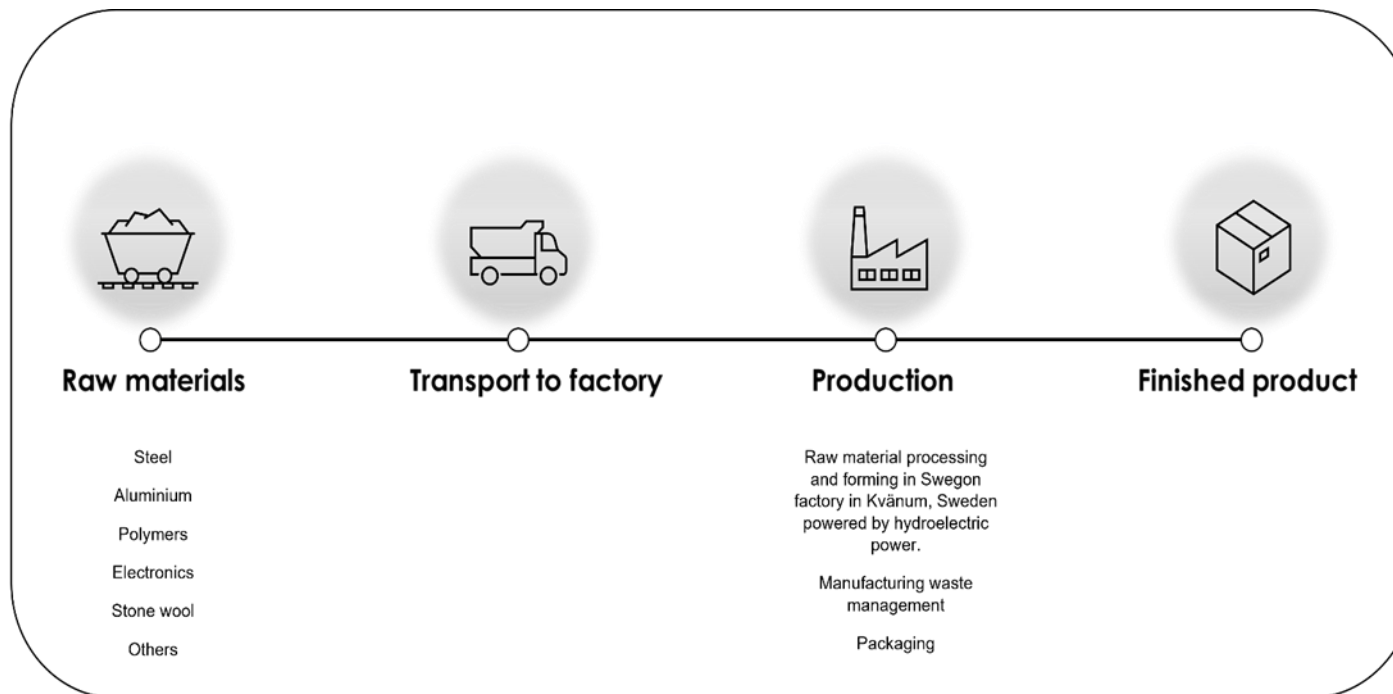 Raw materials
Transport to factory
Production
Finished product
Steel
Aluminium
Polymers
Electronics
Stone wool
Others
Raw material processing
and forming in Swegon
factory in Kvänum, Sweden
powered by hydroelectric
power.
Manufacturing waste
management
Packaging